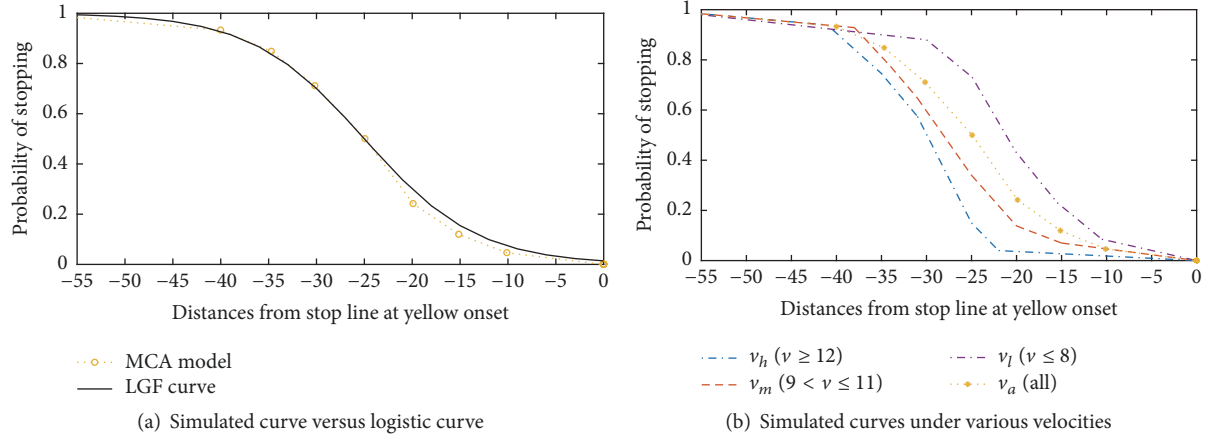 Probability of stopping
1
0.8
0.6
0.4
0.2
0
−55 −50 −45 −40 −35 −30 −25 −20 −15 −10 −5 0
Distances from stop line at yellow onset
MCA model
LGF curve
(a) Simulated curve versus logistic curve
Probability of stopping
1
0.8
0.6
0.4
0.2
0
−55 −50 −45 −40 −35 −30 −25 −20 −15 −10 −5 0
Distances from stop line at yellow onset
v_h (v ≥ 12)
v_m (9 < v ≤ 11)
v_l (v ≤ 8)
v_a (all)
(b) Simulated curves under various velocities